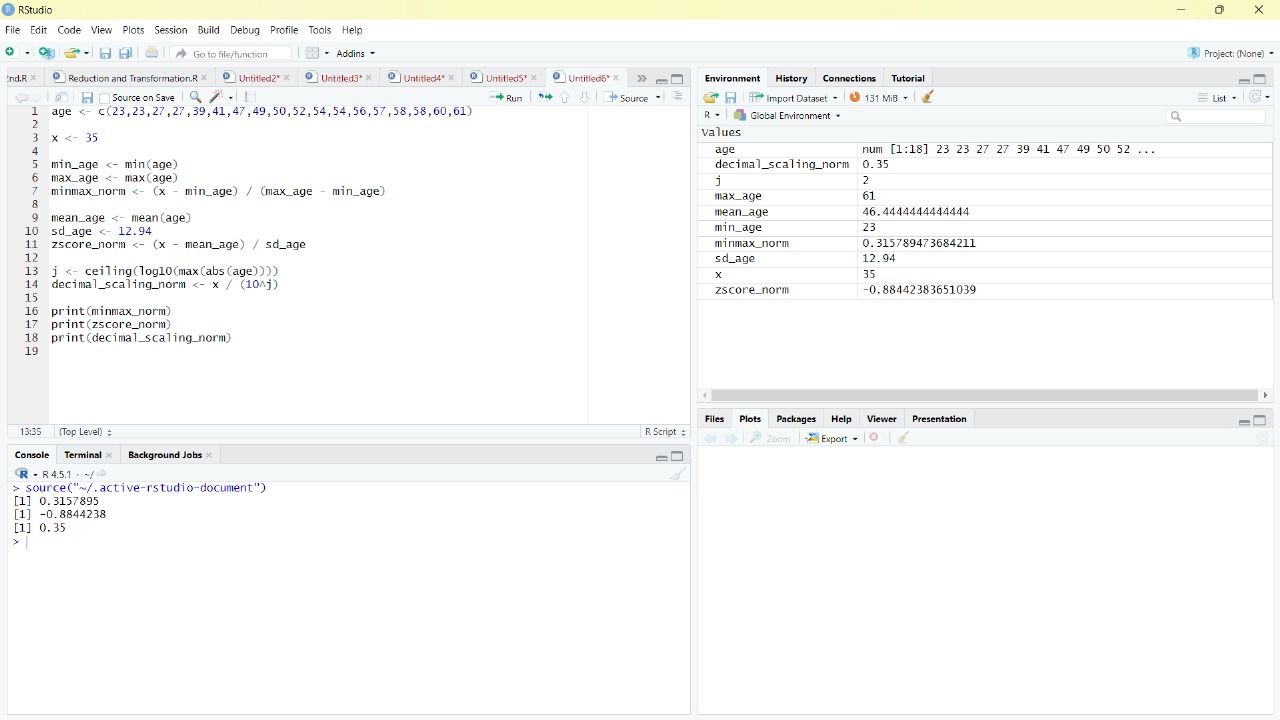 RStudio
File Edit Code View Plots Session Build Debug Profile Tools Help
Go to file/function Addins Project: (None)
End.R Reduction and Transformation.R Untitled2* Untitled3* Untitled4* Untitled5* Untitled6*
Source on Save Run Source
1 age <- c(23,23,27,27,39,41,47,49,50,52,54,54,56,57,58,58,60,61)
2
3 x <- 35
4
5 min_age <- min(age)
6 max_age <- max(age)
7 minmax_norm <- (x - min_age) / (max_age - min_age)
8
9 mean_age <- mean(age)
10 sd_age <- 12.94
11 zscore_norm <- (x - mean_age) / sd_age
12
13 j <- ceiling(log10(max(abs(age))))
14 decimal_scaling_norm <- x / (10^j)
15
16 print(minmax_norm)
17 print(zscore_norm)
18 print(decimal_scaling_norm)
19
13:35 (Top Level) R Script
Console Terminal Background Jobs
R R 4.5.1 · ~/
> source("~/.active-rstudio-document")
[1] 0.3157895
[1] -0.8844238
[1] 0.35
>
Environment History Connections Tutorial
Import Dataset 131 MiB List
R Global Environment
Values
age num [1:18] 23 23 27 27 39 41 47 49 50 52 ...
decimal_scaling_norm 0.35
j 2
max_age 61
mean_age 46.4444444444444
min_age 23
minmax_norm 0.315789473684211
sd_age 12.94
x 35
zscore_norm -0.88442383651039
Files Plots Packages Help Viewer Presentation
Zoom Export